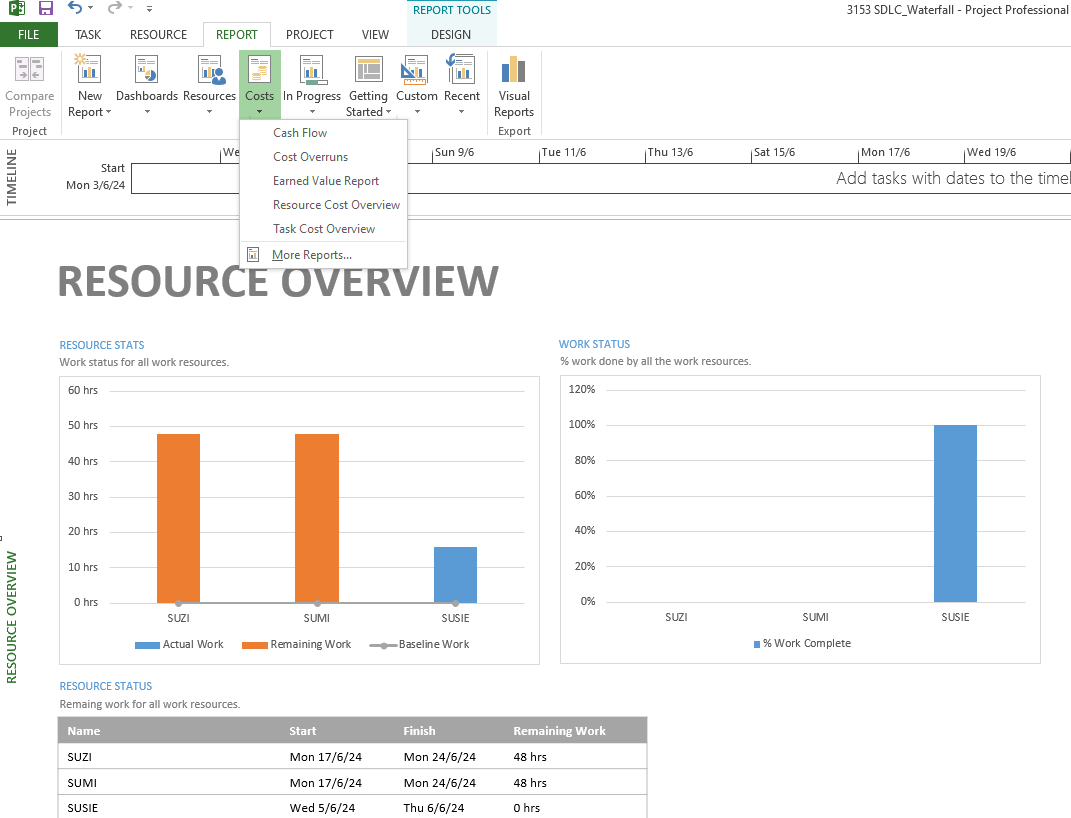 REPORT TOOLS
3153 SDLC_Waterfall - Project Professional
FILE TASK RESOURCE REPORT PROJECT VIEW DESIGN
Compare Projects
New Report
Dashboards
Resources
Costs
In Progress
Getting Started
Custom
Recent
Visual Reports
Project
Export
Cash Flow
Cost Overruns
Earned Value Report
Resource Cost Overview
Task Cost Overview
More Reports...
TIMELINE
Start
Mon 3/6/24
We
Sun 9/6
Tue 11/6
Thu 13/6
Sat 15/6
Mon 17/6
Wed 19/6
Add tasks with dates to the timel
RESOURCE OVERVIEW
RESOURCE OVERVIEW
RESOURCE STATS
Work status for all work resources.
60 hrs
50 hrs
40 hrs
30 hrs
20 hrs
10 hrs
0 hrs
SUZI SUMI SUSIE
Actual Work Remaining Work Baseline Work
WORK STATUS
% work done by all the work resources.
120%
100%
80%
60%
40%
20%
0%
SUZI SUMI SUSIE
% Work Complete
RESOURCE STATUS
Remaing work for all work resources.
Name Start Finish Remaining Work
SUZI Mon 17/6/24 Mon 24/6/24 48 hrs
SUMI Mon 17/6/24 Mon 24/6/24 48 hrs
SUSIE Wed 5/6/24 Thu 6/6/24 0 hrs